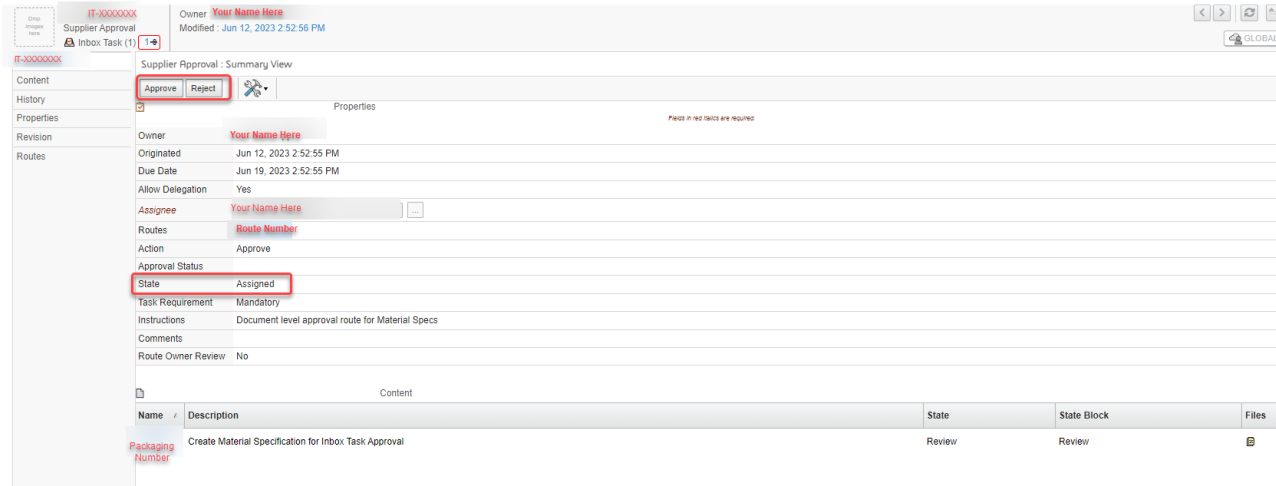 Drop
images
here
IT-XXXXXXX
Supplier Approval
Inbox Task (1) 1
Owner Your Name Here
Modified : Jun 12, 2023 2:52:56 PM
GLOBAL
IT-XXXXXXX
Content
History
Properties
Revision
Routes
Supplier Approval : Summary View
Approve Reject
Properties
Fields in red italics are required.
Owner Your Name Here
Originated Jun 12, 2023 2:52:55 PM
Due Date Jun 19, 2023 2:52:55 PM
Allow Delegation Yes
Assignee Your Name Here ...
Routes Route Number
Action Approve
Approval Status
State Assigned
Task Requirement Mandatory
Instructions Document level approval route for Material Specs
Comments
Route Owner Review No
Content
Name Description State State Block Files
Packaging Number Create Material Specification for Inbox Task Approval Review Review